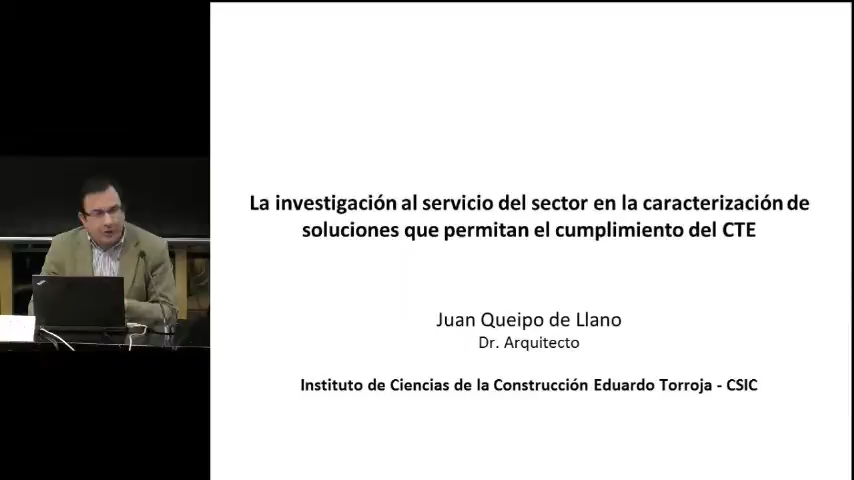 La investigación al servicio del sector en la caracterización de
soluciones que permitan el cumplimiento del CTE
Juan Queipo de Llano
Dr. Arquitecto
Instituto de Ciencias de la Construcción Eduardo Torroja - CSIC